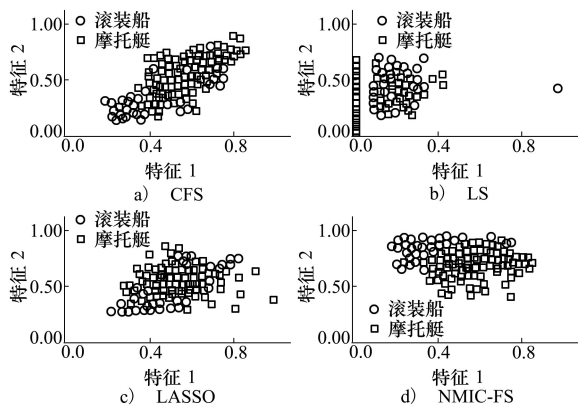 1.00
○ 滚装船
□ 摩托艇
特征 2
0.50
0.00
0.0
0.4
0.8
特征 1
a） CFS
1.00
○ 滚装船
□ 摩托艇
特征 2
0.50
0.00
0.0
0.4
0.8
特征 1
b） LS
○ 滚装船
□ 摩托艇
1.00
特征 2
0.50
0.00
0.0
0.4
0.8
特征 1
c） LASSO
1.00
特征 2
0.50
○ 滚装船
□ 摩托艇
0.00
0.0
0.4
0.8
特征 1
d） NMIC-FS